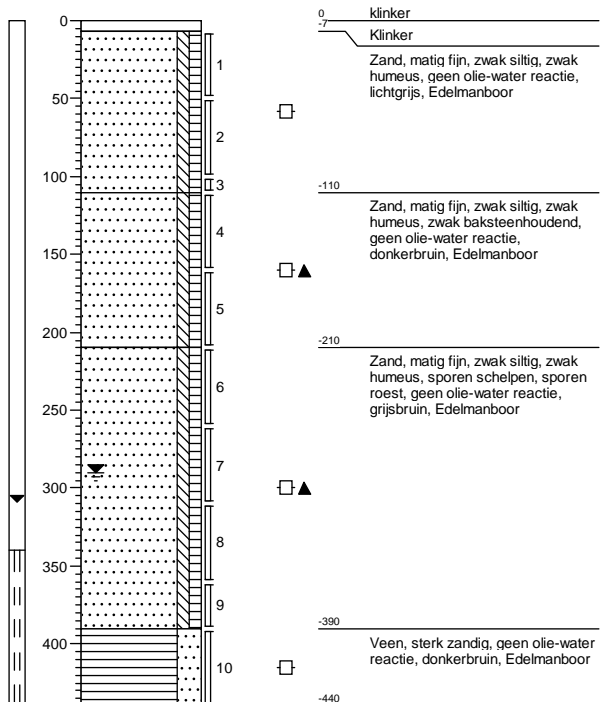 0
50
100
150
200
250
300
350
400
1
2
3
4
5
6
7
8
9
10
0
klinker
-7
Klinker
Zand, matig fijn, zwak siltig, zwak
humeus, geen olie-water reactie,
lichtgrijs, Edelmanboor
-110
Zand, matig fijn, zwak siltig, zwak
humeus, zwak baksteenhoudend,
geen olie-water reactie,
donkerbruin, Edelmanboor
-210
Zand, matig fijn, zwak siltig, zwak
humeus, sporen schelpen, sporen
roest, geen olie-water reactie,
grijsbruin, Edelmanboor
-390
Veen, sterk zandig, geen olie-water
reactie, donkerbruin, Edelmanboor
-440